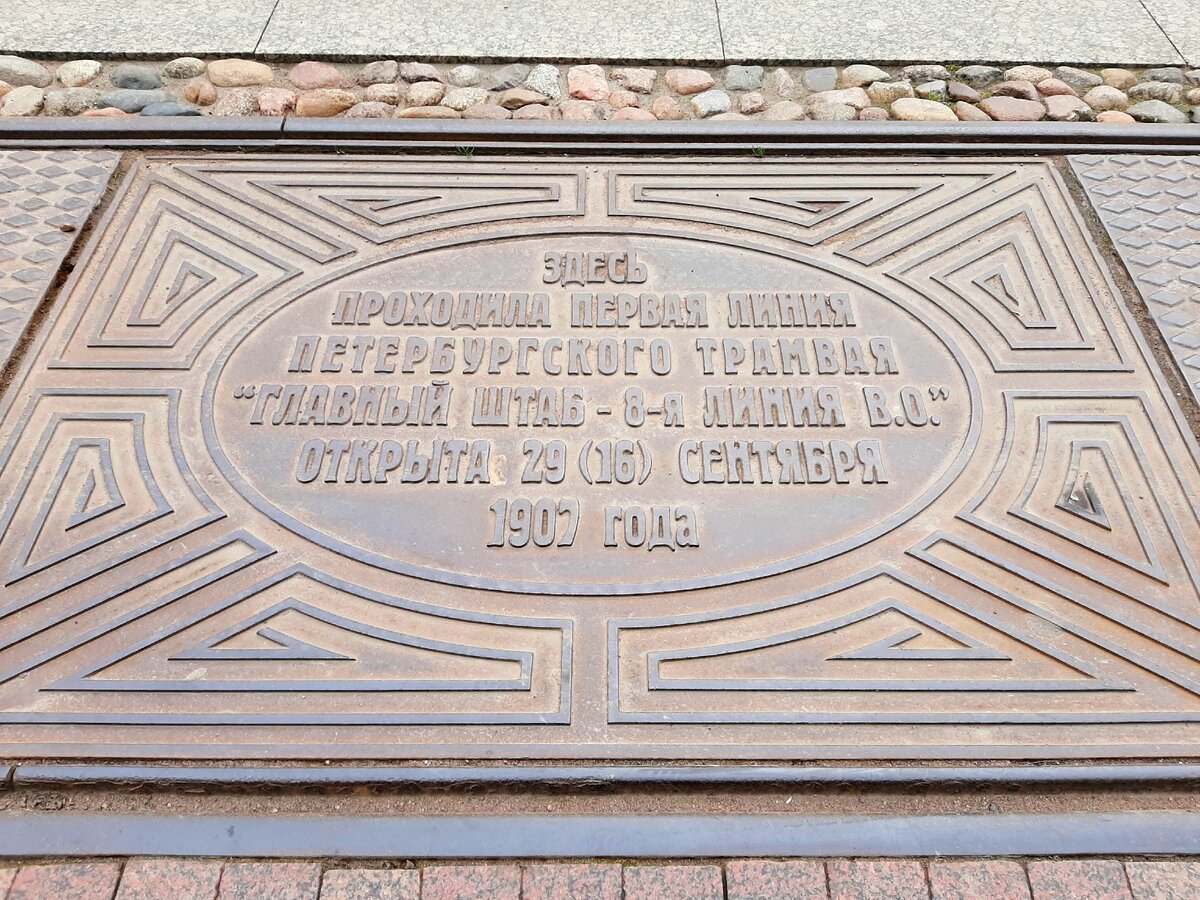 ЗДЕСЬ
ПРОХОДИЛА ПЕРВАЯ ЛИНИЯ
ПЕТЕРБУРГСКОГО ТРАМВАЯ
“ГЛАВНЫЙ ШТАБ - 8-я ЛИНИЯ В.О.”
ОТКРЫТА 29 (16) СЕНТЯБРЯ
1907 года